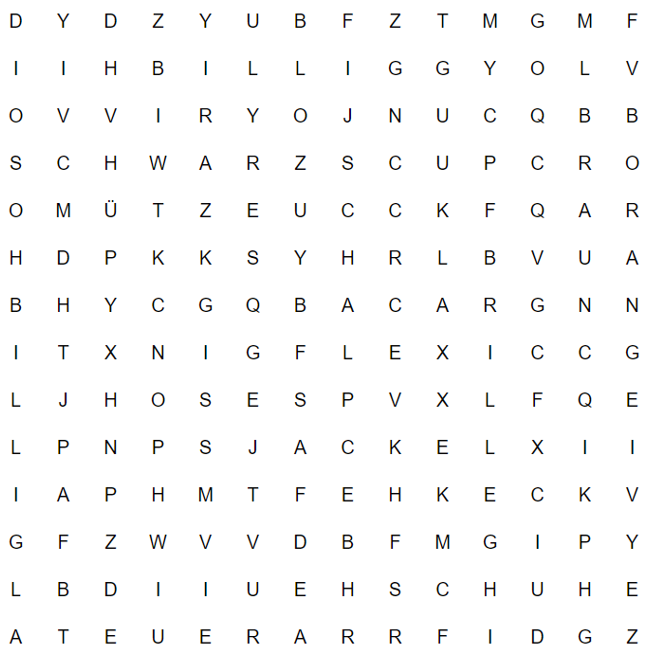 D Y D Z Y U B F Z T M G M F
I I H B I L L I G G Y O L V
O V V I R Y O J N U C Q B B
S C H W A R Z S C U P C R O
O M Ü T Z E U C C K F Q A R
H D P K K S Y H R L B V U A
B H Y C G Q B A C A R G N N
I T X N I G F L E X I C C G
L J H O S E S P V X L F Q E
L P N P S J A C K E L X I I
I A P H M T F E H K E C K V
G F Z W V V D B F M G I P Y
L B D I I U E H S C H U H E
A T E U E R A R R F I D G Z